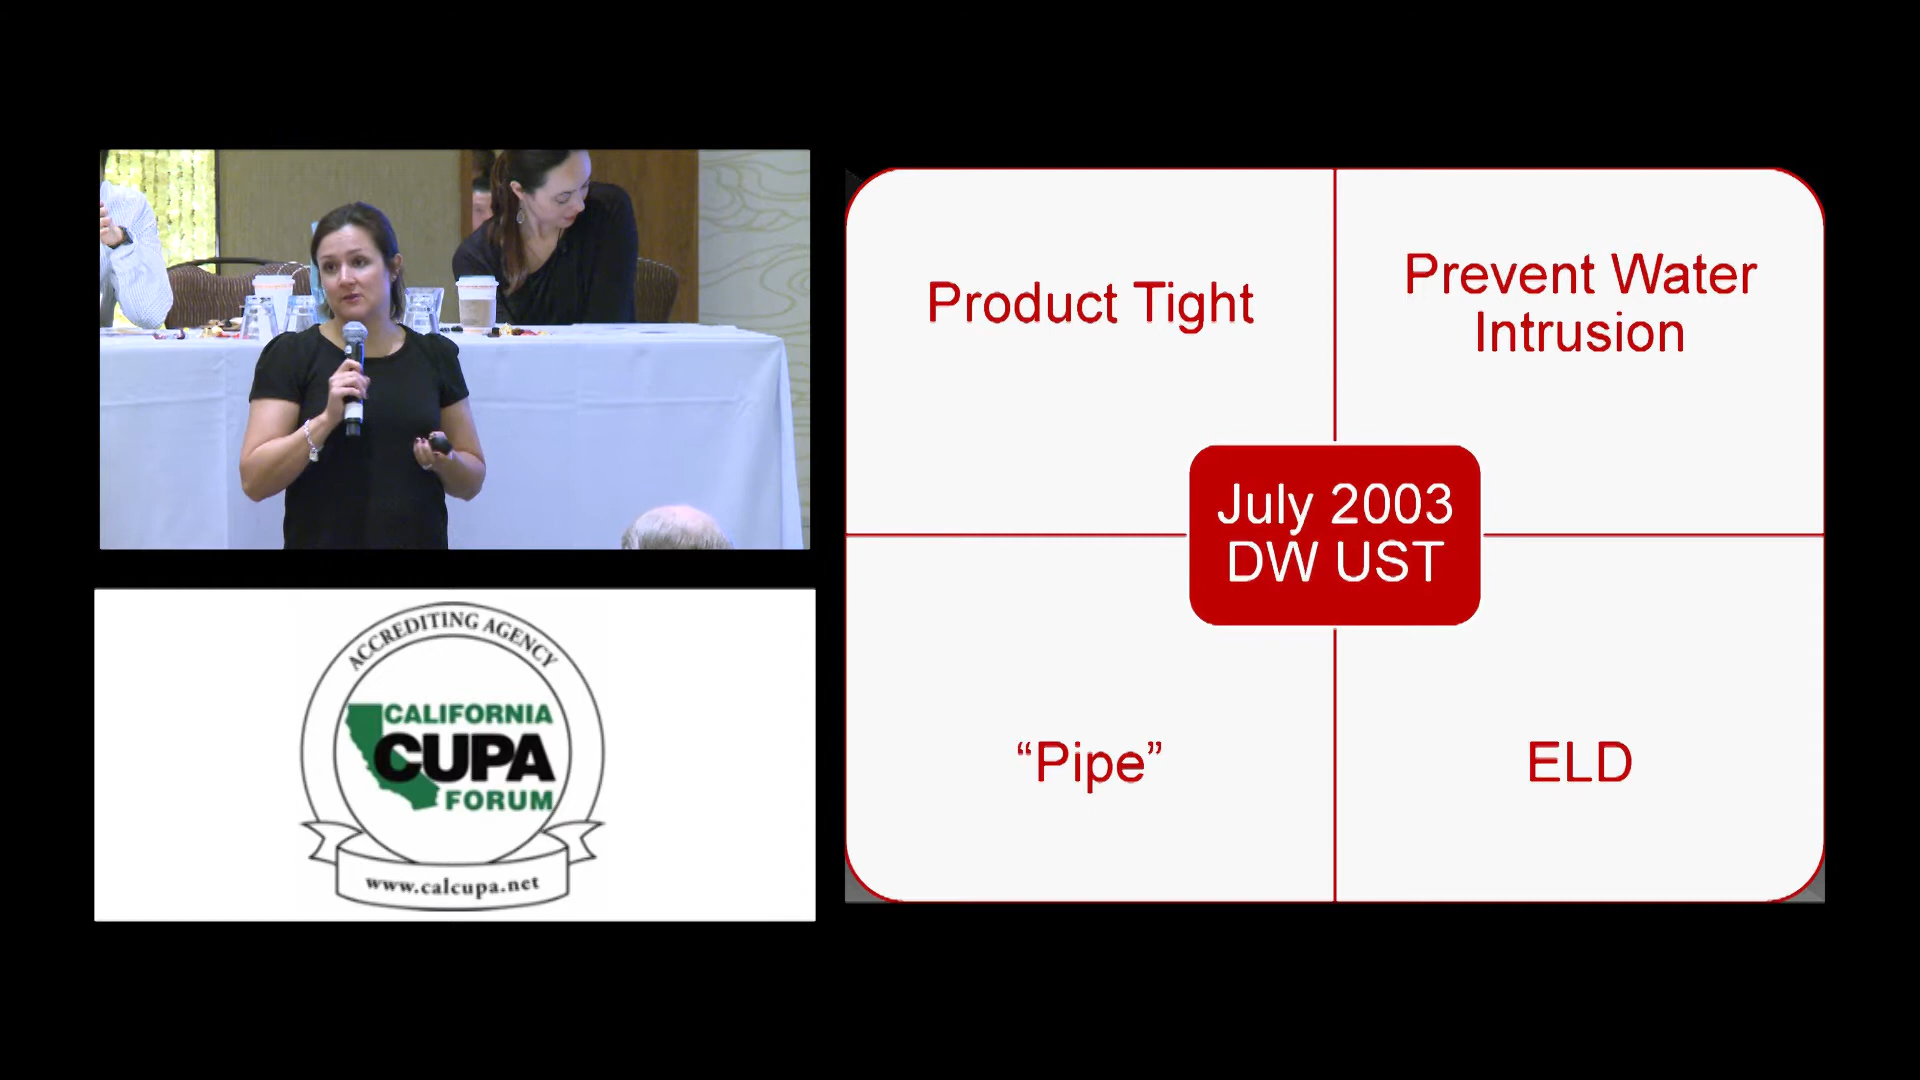 Product Tight
Prevent Water
Intrusion
July 2003
DW UST
“Pipe”
ELD
ACCREDITING AGENCY
CALIFORNIA
CUPA
FORUM
www.calcupa.net